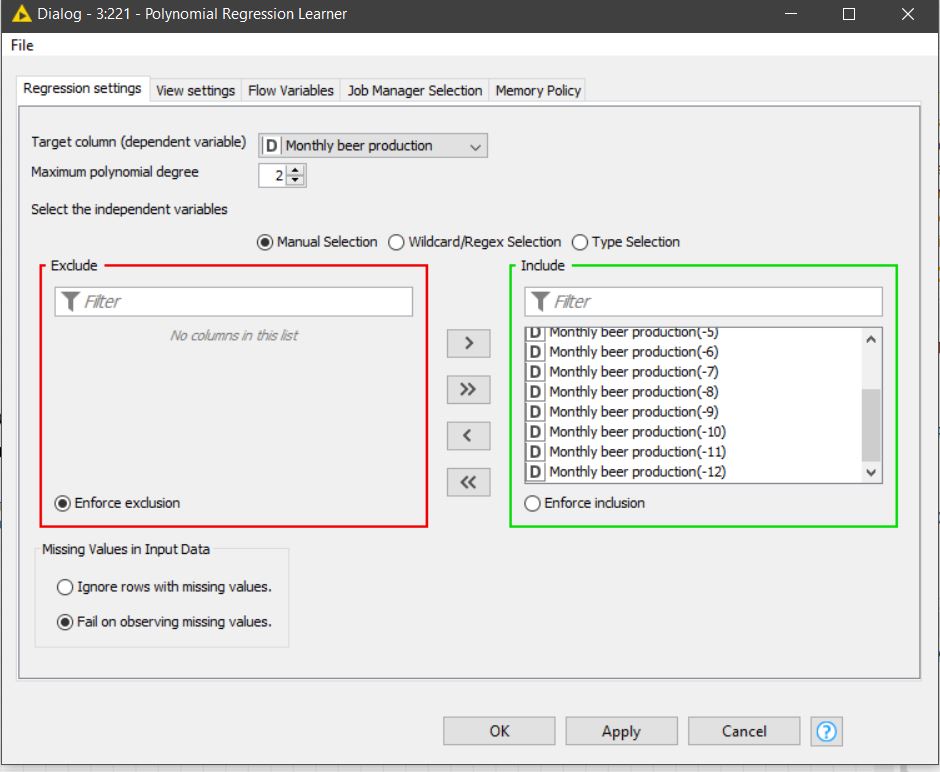 Dialog - 3:221 - Polynomial Regression Learner
File
Regression settings View settings Flow Variables Job Manager Selection Memory Policy
Target column (dependent variable) D Monthly beer production
Maximum polynomial degree 2
Select the independent variables
Manual Selection Wildcard/Regex Selection Type Selection
Exclude
Filter
No columns in this list
Enforce exclusion
>
>>
<
<<
Include
Filter
D Monthly beer production(-5)
D Monthly beer production(-6)
D Monthly beer production(-7)
D Monthly beer production(-8)
D Monthly beer production(-9)
D Monthly beer production(-10)
D Monthly beer production(-11)
D Monthly beer production(-12)
Enforce inclusion
Missing Values in Input Data
Ignore rows with missing values.
Fail on observing missing values.
OK Apply Cancel ?